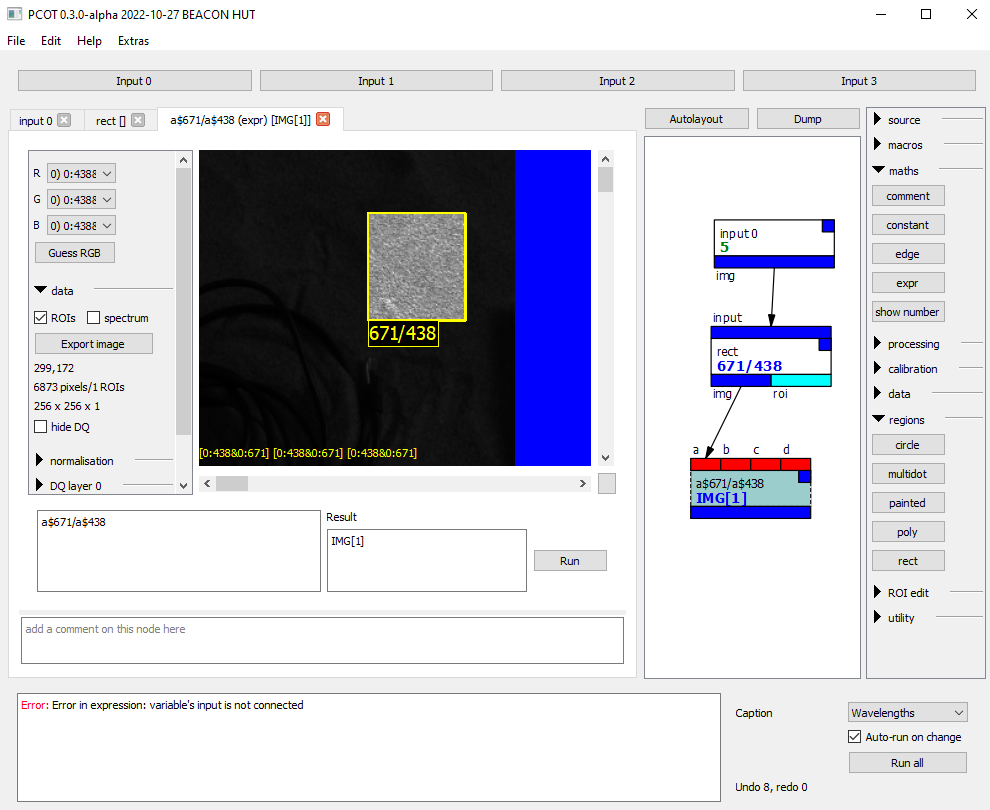 PCOT 0.3.0-alpha 2022-10-27 BEACON HUT
File Edit Help Extras
Input 0 Input 1 Input 2 Input 3
input 0 rect [] a$671/a$438 (expr) [IMG[1]]
Autolayout Dump
R 0) 0:438&
G 0) 0:438&
B 0) 0:438&
Guess RGB
data
ROIs spectrum
Export image
299,172
6873 pixels/1 ROIs
256 x 256 x 1
hide DQ
normalisation
DQ layer 0
671/438
[0:438&0:671] [0:438&0:671] [0:438&0:671]
a$671/a$438
Result
IMG[1]
Run
add a comment on this node here
input 0
5
img
input
rect
671/438
img roi
a b c d
a$671/a$438
IMG[1]
source
macros
maths
comment
constant
edge
expr
show number
processing
calibration
data
regions
circle
multidot
painted
poly
rect
ROI edit
utility
Error: Error in expression: variable's input is not connected
Caption Wavelengths
Auto-run on change
Run all
Undo 8, redo 0